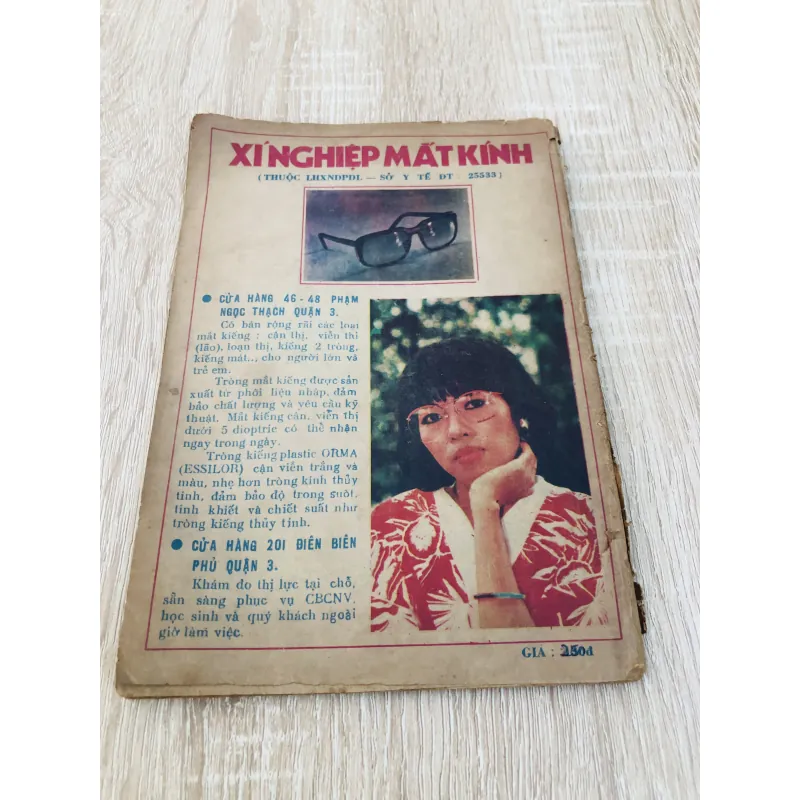 XÍ NGHIỆP MẮT KÍNH
(THUỘC LHXNDPDL — SỞ Y TẾ ĐT : 25535)
● CỬA HÀNG 46 - 48 PHẠM
NGỌC THẠCH QUẬN 3.
Có bán rộng rãi các loại
mắt kiếng : cận thị, viễn thị
(lão), loạn thị, kiếng 2 tròng,
kiếng mát.., cho người lớn và
trẻ em.
Tròng mắt kiếng được sản
xuất từ phôi liệu nhập, đảm
bảo chất lượng và yêu cầu kỹ
thuật. Mắt kiếng cận, viễn thị
dưới 5 dioptric có thể nhận
ngay trong ngày.
Tròng kiếng plastic ORMA
(ESSILOR) cận viễn trắng và
màu, nhẹ hơn tròng kính thủy
tinh, đảm bảo độ trong suốt,
tinh khiết và chiết suất như
tròng kiếng thủy tinh.
● CỬA HÀNG 201 ĐIỆN BIÊN
PHỦ QUẬN 3.
Khám đo thị lực tại chỗ,
sẵn sàng phục vụ CBCNV,
học sinh và quý khách ngoài
giờ làm việc.
GIÁ :